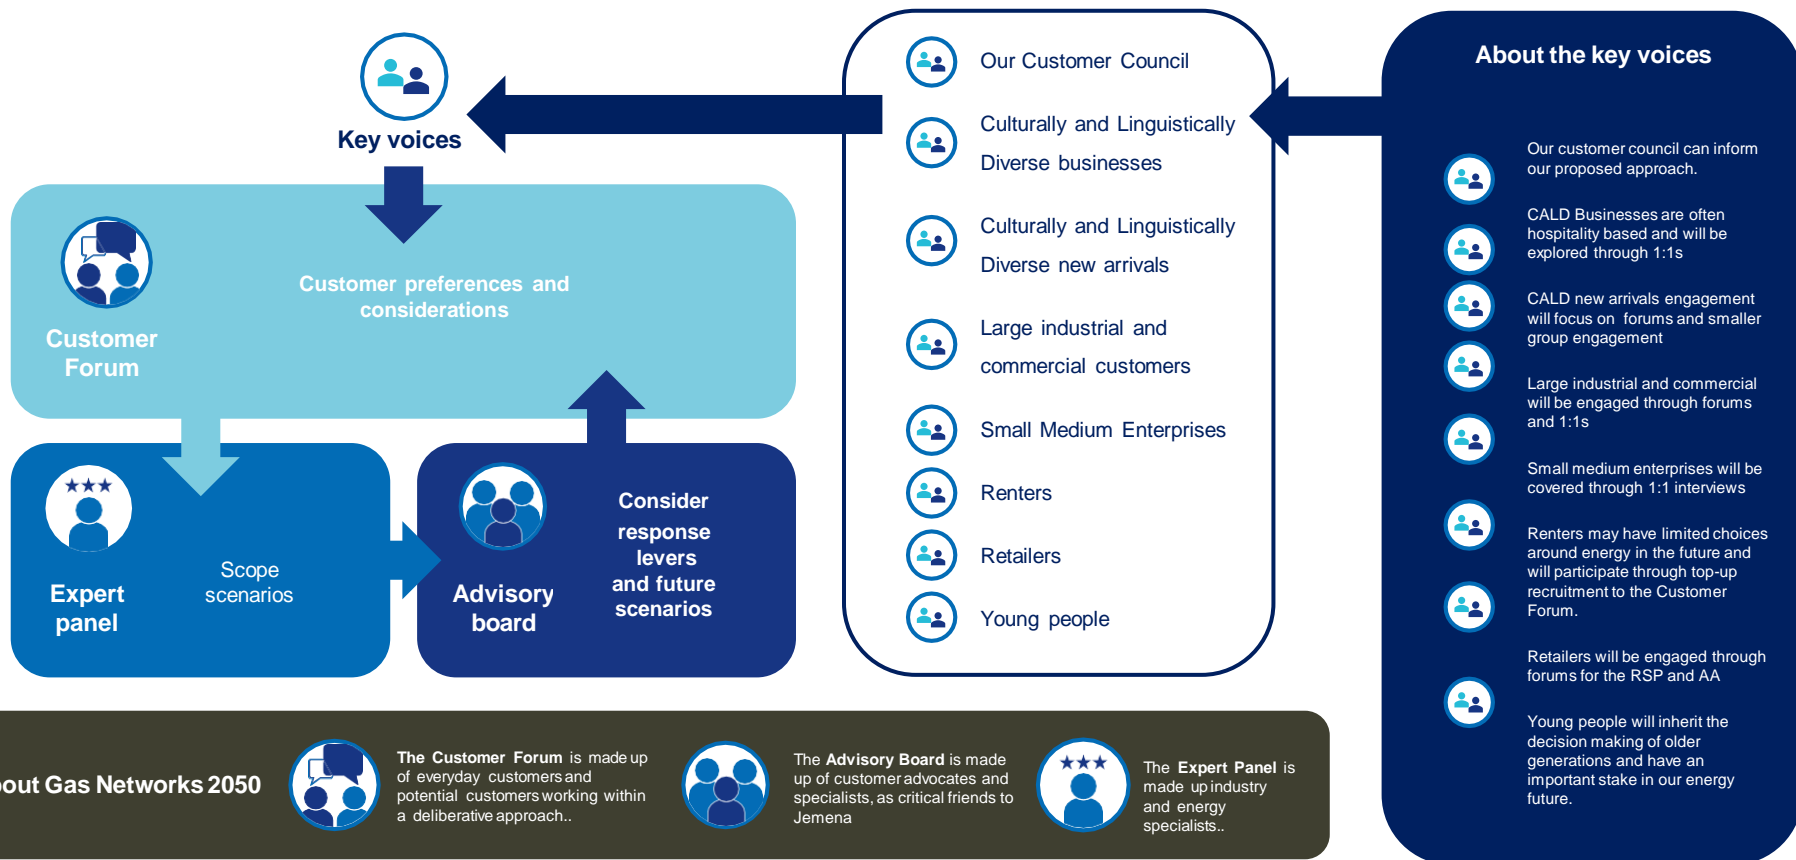 Key voices
Customer
Forum
Customer preferences and
considerations
Expert
panel
Scope
scenarios
Advisory
board
Consider
response
levers
and future
scenarios
Our Customer Council
Culturally and Linguistically
Diverse businesses
Culturally and Linguistically
Diverse new arrivals
Large industrial and
commercial customers
Small Medium Enterprises
Renters
Retailers
Young people
About the key voices
Our customer council can inform
our proposed approach.
CALD Businesses are often
hospitality based and will be
explored through 1:1s
CALD new arrivals engagement
will focus on forums and smaller
group engagement
Large industrial and commercial
will be engaged through forums
and 1:1s
Small medium enterprises will be
covered through 1:1 interviews
Renters may have limited choices
around energy in the future and
will participate through top-up
recruitment to the Customer
Forum.
Retailers will be engaged through
forums for the RSP and AA
Young people will inherit the
decision making of older
generations and have an
important stake in our energy
future.
out Gas Networks 2050
The Customer Forum is made up
of everyday customers and
potential customers working within
a deliberative approach..
The Advisory Board is made
up of customer advocates and
specialists, as critical friends to
Jemena
The Expert Panel is
made up industry
and energy
specialists..